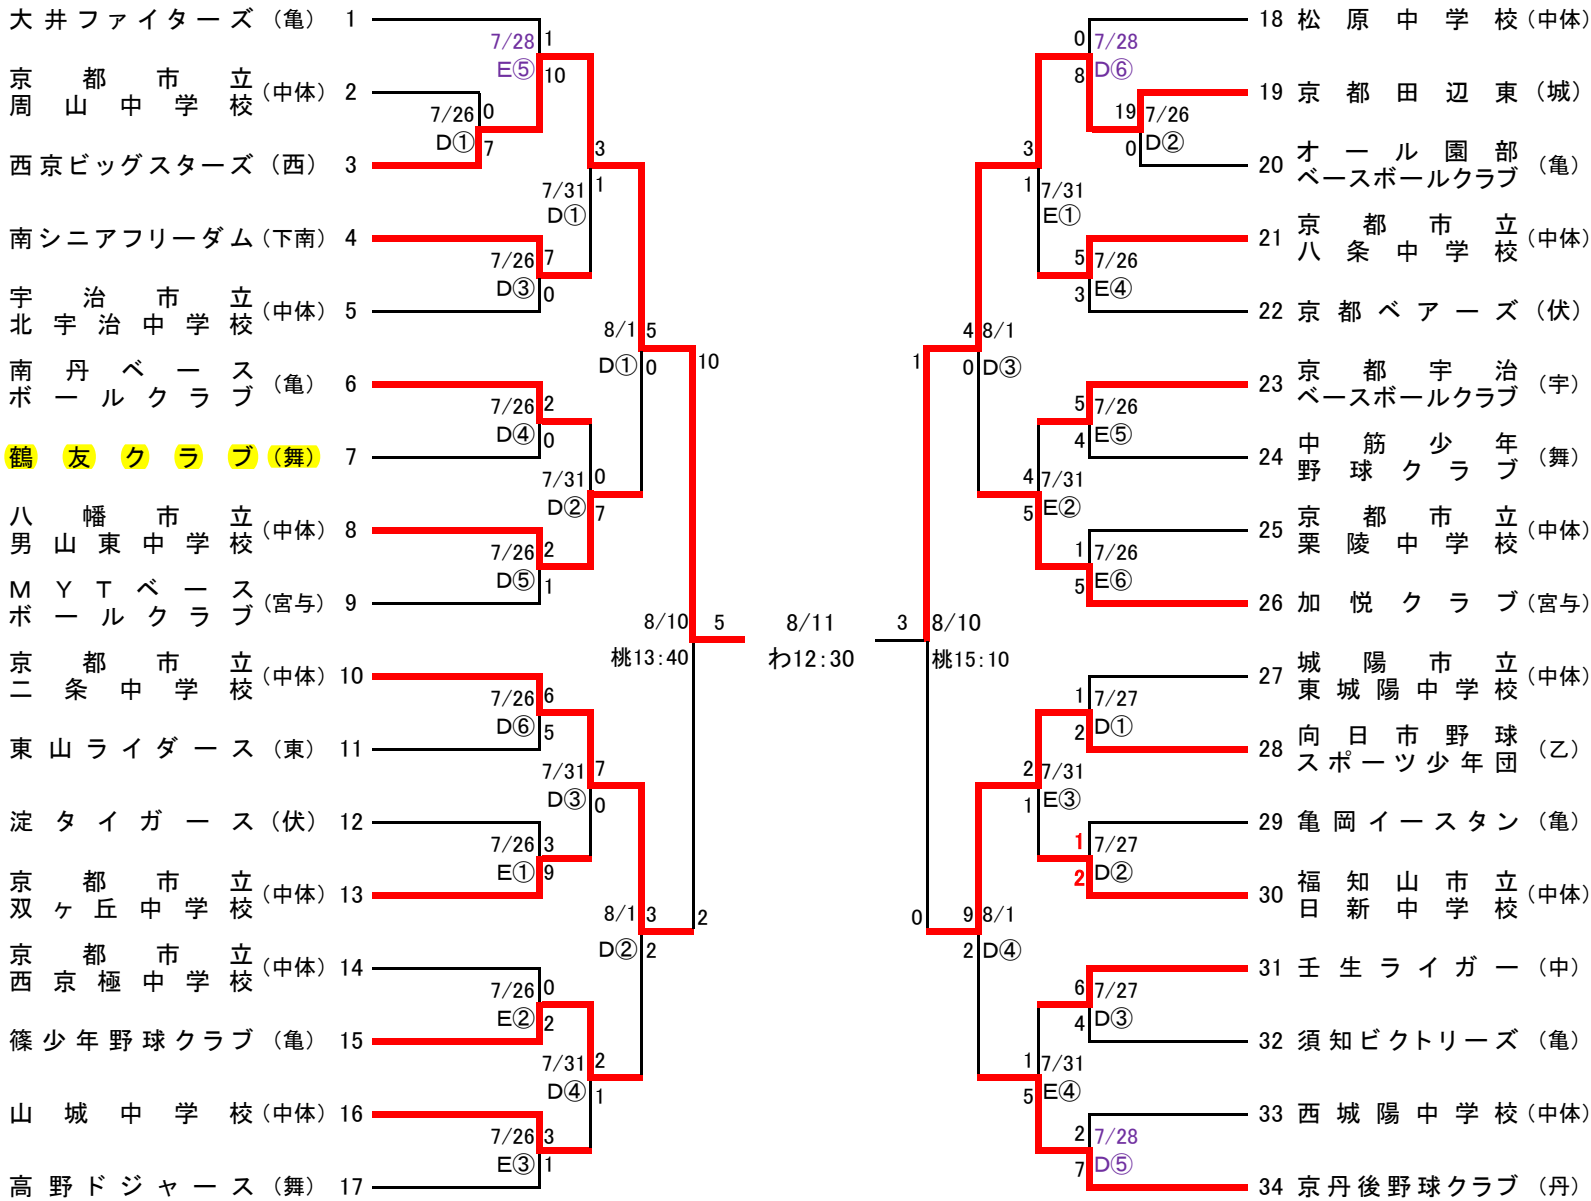 大井ファイターズ（亀） 1
京都市立
周山中学校
（中体） 2
西京ビッグスターズ（西） 3
南シニアフリーダム（下南） 4
宇治市立
北宇治中学校
（中体） 5
南丹ベース
ボールクラブ
（亀） 6
鶴友クラブ（舞） 7
八幡市立
男山東中学校
（中体） 8
ＭＹＴベース
ボールクラブ
（宮与） 9
京都市立
二条中学校
（中体） 10
東山ライダース（東） 11
淀タイガース（伏） 12
京都市立
双ヶ丘中学校
（中体） 13
京都市立
西京極中学校
（中体） 14
篠少年野球クラブ（亀） 15
山城中学校（中体） 16
高野ドジャース（舞） 17
7/28 1
E⑤ 10
7/26 0
D① 7
3
7/31 1
D①
7/26 7
D③ 0
8/1 5
D① 0
10
7/26 2
D④ 0
7/31 0
D② 7
7/26 2
D⑤ 1
8/10 5
桃13:40
7/26 6
D⑥ 5
7/31 7
D③ 0
7/26 3
E① 9
8/1 3
D② 2
2
7/26 0
E② 2
7/31 2
D④ 1
7/26 3
E③ 1
8/11
わ12:30
18 松原中学校（中体）
19 京都田辺東（城）
20 オール園部
ベースボールクラブ
（亀）
21 京都市立
八条中学校
（中体）
22 京都ベアーズ（伏）
23 京都宇治
ベースボールクラブ
（宇）
24 中筋少年
野球クラブ
（舞）
25 京都市立
栗陵中学校
（中体）
26 加悦クラブ（宮与）
27 城陽市立
東城陽中学校
（中体）
28 向日市野球
スポーツ少年団
（乙）
29 亀岡イースタン（亀）
30 福知山市立
日新中学校
（中体）
31 壬生ライガー（中）
32 須知ビクトリーズ（亀）
33 西城陽中学校（中体）
34 京丹後野球クラブ（丹）
0 7/28
8 D⑥
19 7/26
0 D②
3
1 7/31
E①
5 7/26
3 E④
4 8/1
0 D③
1
5 7/26
4 E⑤
4 7/31
5 E②
1 7/26
5 E⑥
3 8/10
桃15:10
1 7/27
2 D①
2 7/31
1 E③
1 7/27
2 D②
9 8/1
2 D④
0
6 7/27
4 D③
1 7/31
5 E④
2 7/28
7 D⑤